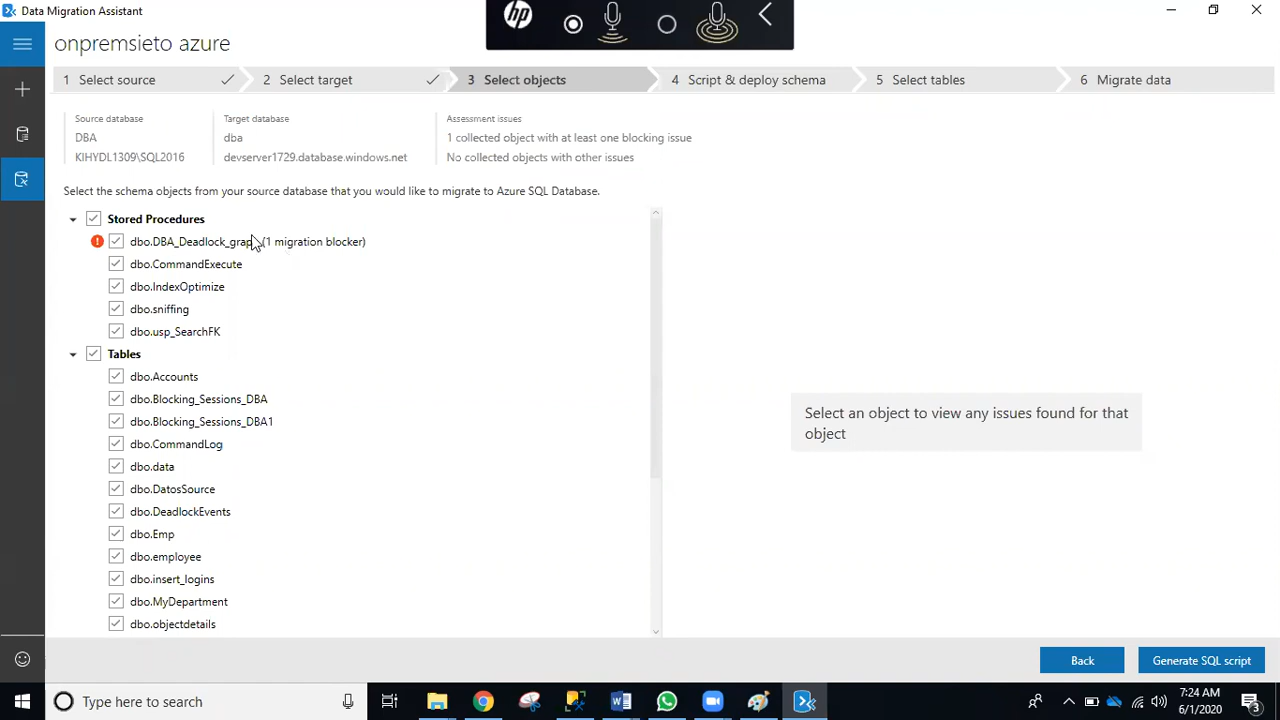 Data Migration Assistant
hp
onpremsieto azure
1 Select source
2 Select target
3 Select objects
4 Script & deploy schema
5 Select tables
6 Migrate data
Source database
DBA
KIHYDL1309\SQL2016
Target database
dba
devserver1729.database.windows.net
Assessment issues
1 collected object with at least one blocking issue
No collected objects with other issues
Select the schema objects from your source database that you would like to migrate to Azure SQL Database.
Stored Procedures
dbo.DBA_Deadlock_graph (1 migration blocker)
dbo.CommandExecute
dbo.IndexOptimize
dbo.sniffing
dbo.usp_SearchFK
Tables
dbo.Accounts
dbo.Blocking_Sessions_DBA
dbo.Blocking_Sessions_DBA1
dbo.CommandLog
dbo.data
dbo.DatosSource
dbo.DeadlockEvents
dbo.Emp
dbo.employee
dbo.insert_logins
dbo.MyDepartment
dbo.objectdetails
Select an object to view any issues found for that
object
Back
Generate SQL script
Type here to search
7:24 AM
6/1/2020
3